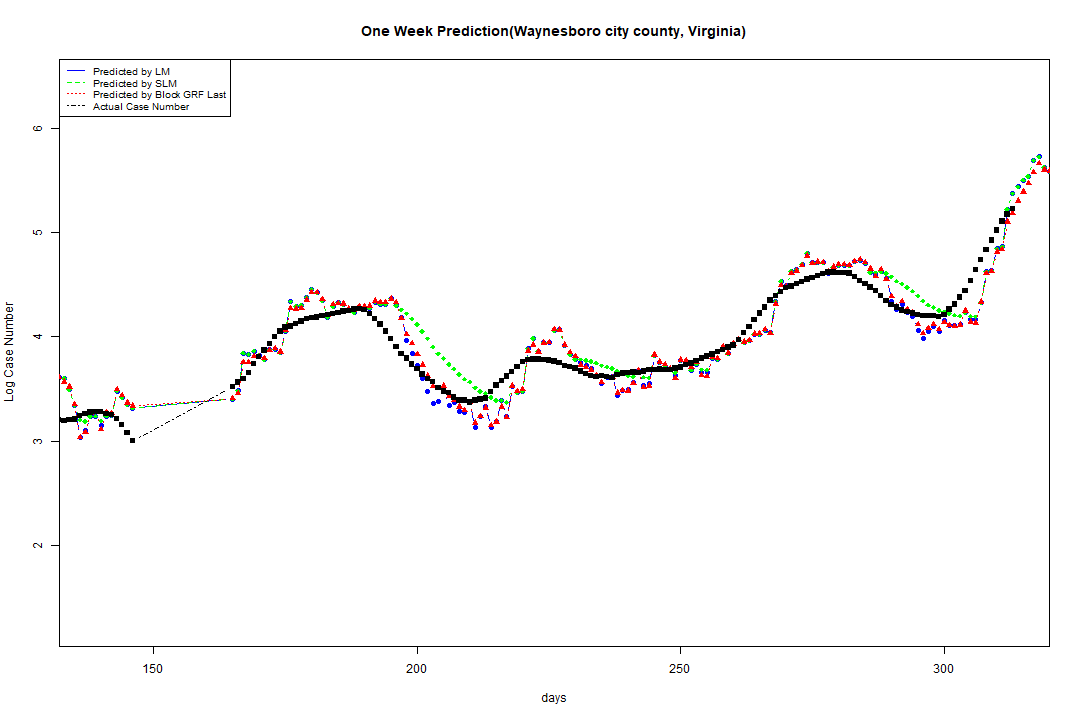 One Week Prediction(Waynesboro city county, Virginia)
Predicted by LM
Predicted by SLM
Predicted by Block GRF Last
Actual Case Number
6
5
4
3
2
Log Case Number
150 200 250 300
days